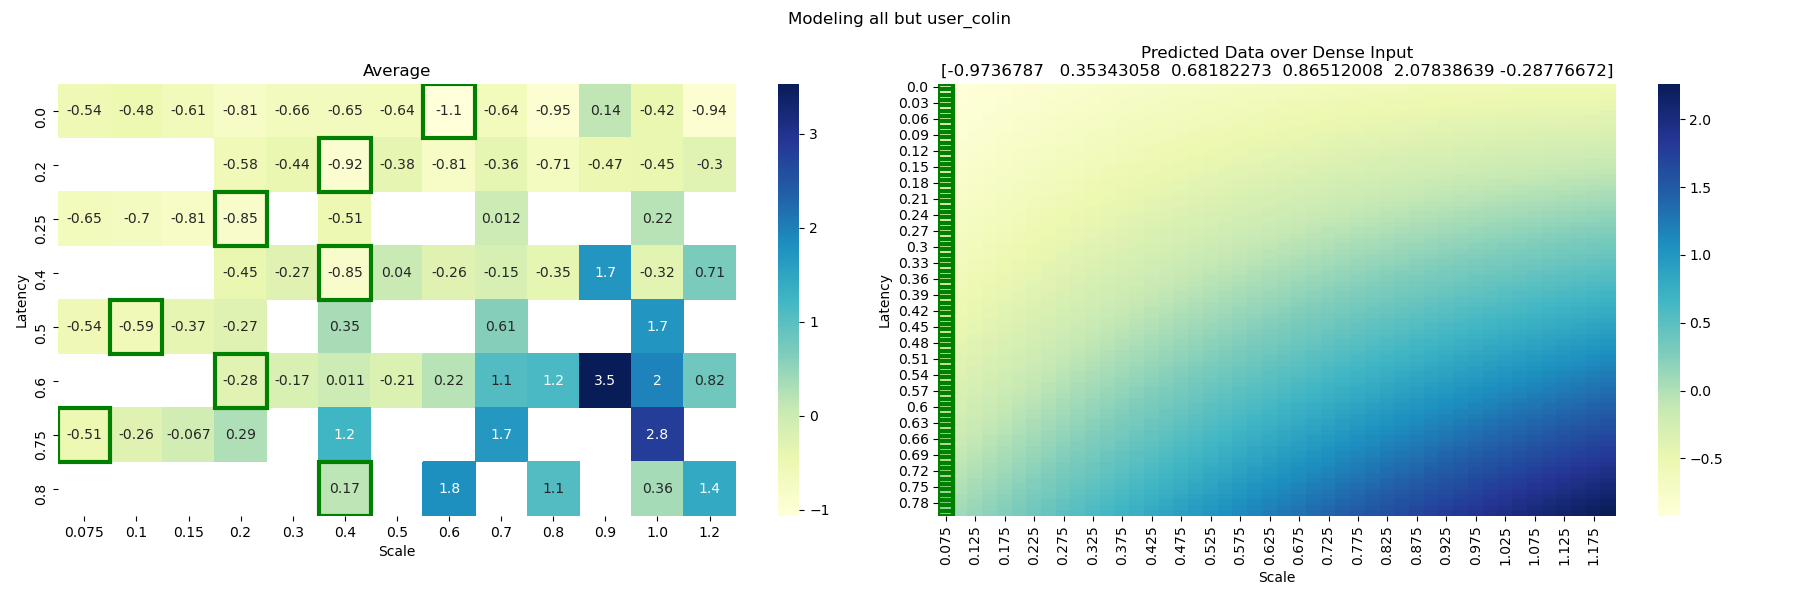 Modeling all but user_colin
Average
0.0 -0.54 -0.48 -0.61 -0.81 -0.66 -0.65 -0.64 -1.1 -0.64 -0.95 0.14 -0.42 -0.94
0.2 -0.58 -0.44 -0.92 -0.38 -0.81 -0.36 -0.71 -0.47 -0.45 -0.3
0.25 -0.65 -0.7 -0.81 -0.85 -0.51 0.012 0.22
0.4 -0.45 -0.27 -0.85 0.04 -0.26 -0.15 -0.35 1.7 -0.32 0.71
0.5 -0.54 -0.59 -0.37 -0.27 0.35 0.61 1.7
0.6 -0.28 -0.17 0.011 -0.21 0.22 1.1 1.2 3.5 2 0.82
0.75 -0.51 -0.26 -0.067 0.29 1.2 1.7 2.8
0.8 0.17 1.8 1.1 0.36 1.4
Latency
0.075 0.1 0.15 0.2 0.3 0.4 0.5 0.6 0.7 0.8 0.9 1.0 1.2
Scale
3
2
1
0
−1
Predicted Data over Dense Input
[-0.9736787 0.35343058 0.68182273 0.86512008 2.07838639 -0.28776672]
0.0
0.03
0.06
0.09
0.12
0.15
0.18
0.21
0.24
0.27
0.3
0.33
0.36
0.39
0.42
0.45
0.48
0.51
0.54
0.57
0.6
0.63
0.66
0.69
0.72
0.75
0.78
Latency
0.075 0.125 0.175 0.225 0.275 0.325 0.375 0.425 0.475 0.525 0.575 0.625 0.675 0.725 0.775 0.825 0.875 0.925 0.975 1.025 1.075 1.125 1.175
Scale
2.0
1.5
1.0
0.5
0.0
−0.5